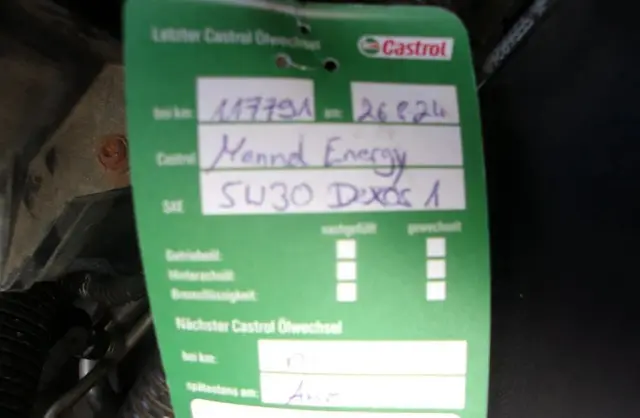 Letzter Castrol Ölwechsel
Castrol
bei km: 117791 am: 26 8 24
Castrol Mannol Energy
SAE 5W30 Dexos 1
nachgefüllt gewechselt
Getriebeöl:
Hinterachsöl:
Bremsflüssigkeit:
Nächster Castrol Ölwechsel
bei km:
spätestens am: